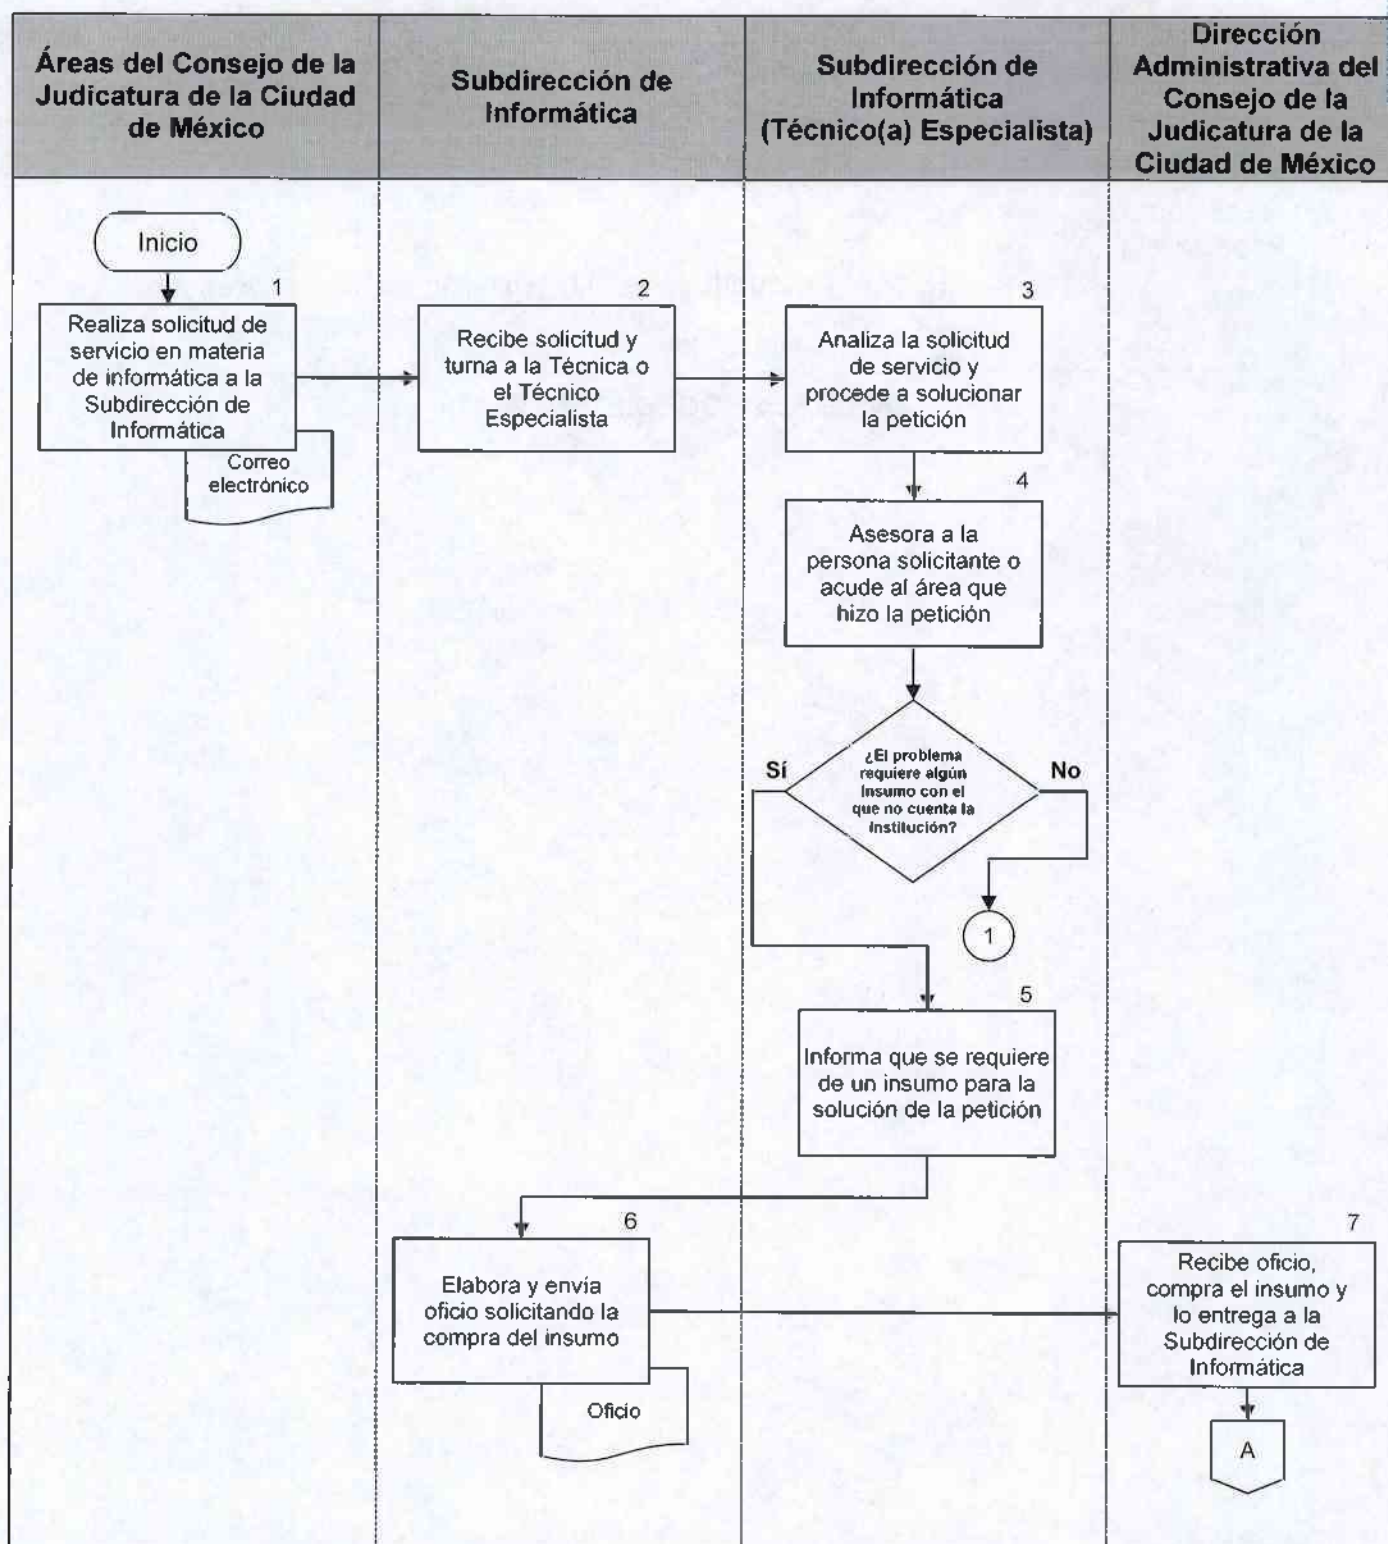 Áreas del Consejo de la
Judicatura de la Ciudad
de México
Subdirección de
Informática
Subdirección de
Informática
(Técnico(a) Especialista)
Dirección
Administrativa del
Consejo de la
Judicatura de la
Ciudad de México
Inicio
1
Realiza solicitud de
servicio en materia
de informática a la
Subdirección de
Informática
Correo
electrónico
2
Recibe solicitud y
turna a la Técnica o
el Técnico
Especialista
3
Analiza la solicitud
de servicio y
procede a solucionar
la petición
4
Asesora a la
persona solicitante o
acude al área que
hizo la petición
¿El problema
requiere algún
Insumo con el
que no cuenta la
Institución?
Sí
No
1
5
Informa que se requiere
de un insumo para la
solución de la petición
6
Elabora y envía
oficio solicitando la
compra del insumo
Oficio
7
Recibe oficio,
compra el insumo y
lo entrega a la
Subdirección de
Informática
A